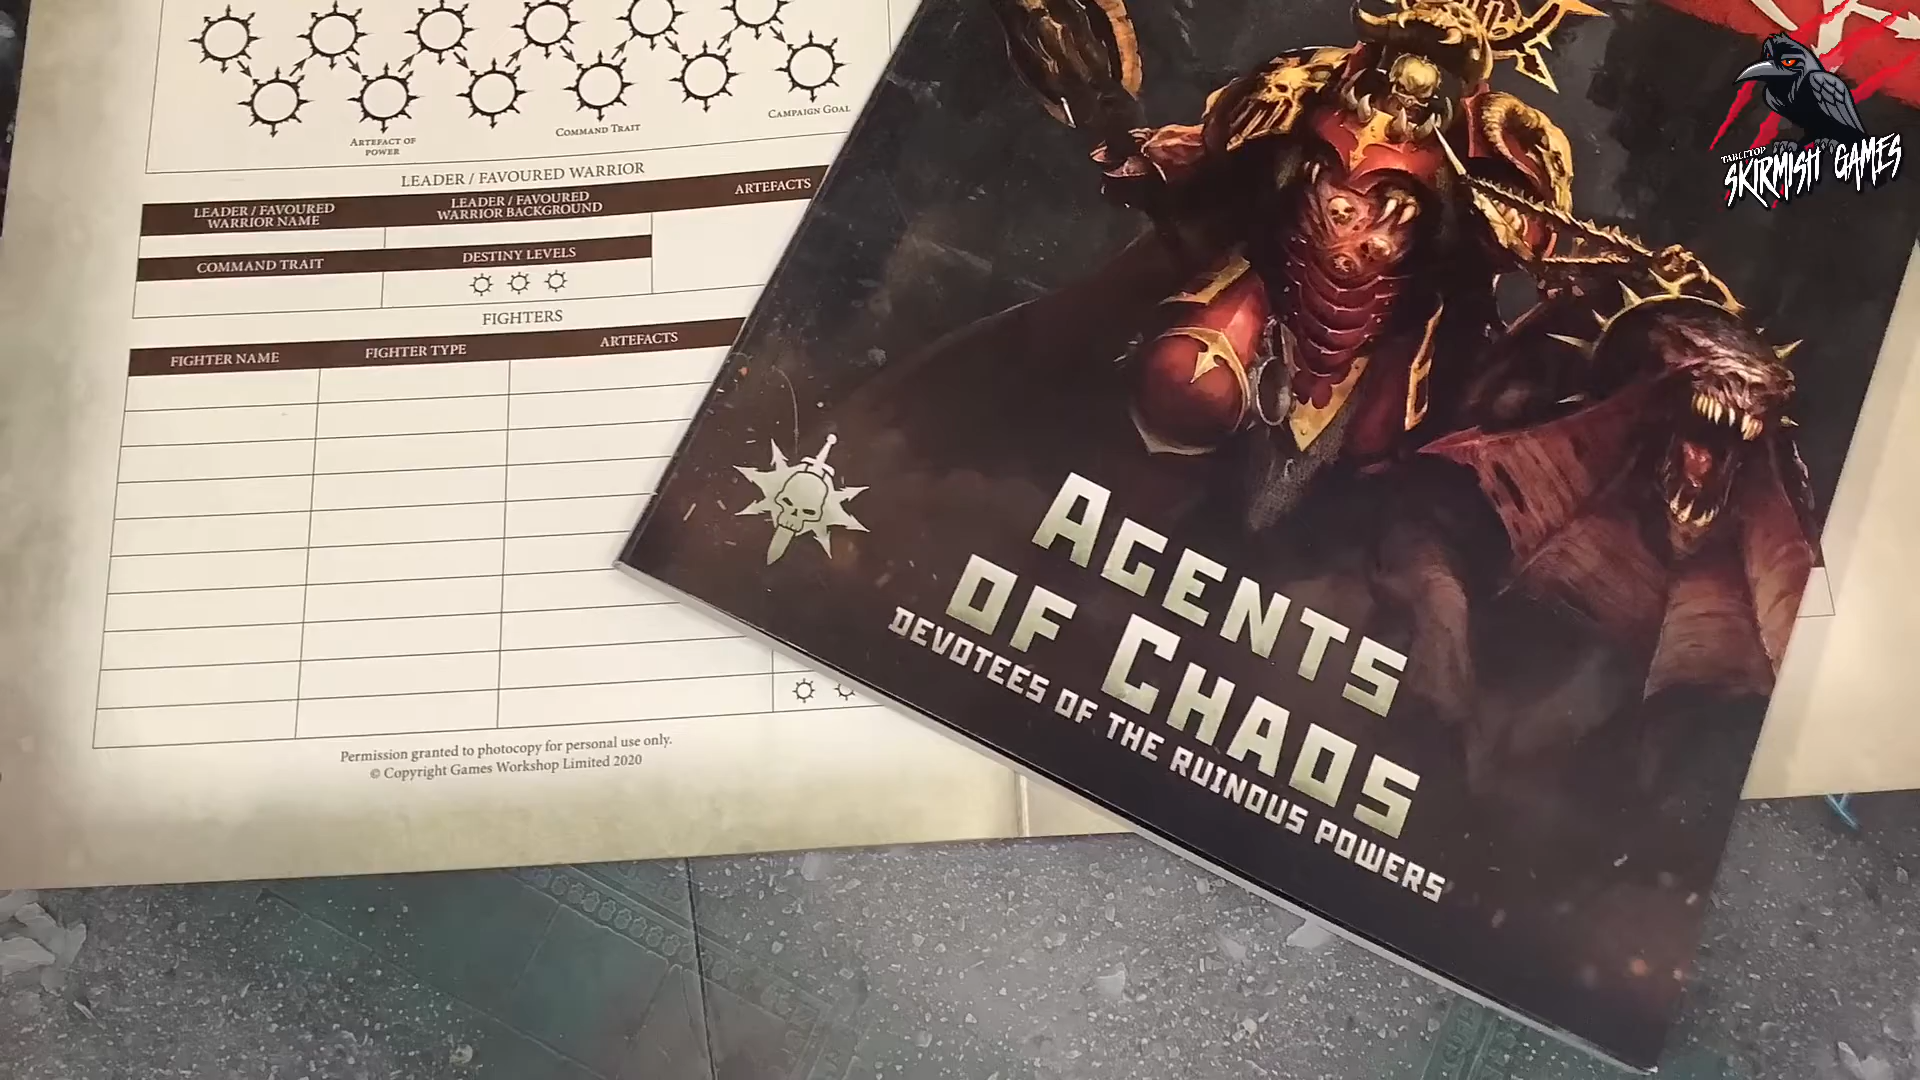 ARTEFACT OF
POWER
COMMAND TRAIT
CAMPAIGN GOAL
LEADER / FAVOURED WARRIOR
LEADER / FAVOURED
WARRIOR NAME
LEADER / FAVOURED
WARRIOR BACKGROUND
ARTEFACTS
COMMAND TRAIT
DESTINY LEVELS
FIGHTERS
FIGHTER NAME
FIGHTER TYPE
ARTEFACTS
Permission granted to photocopy for personal use only.
© Copyright Games Workshop Limited 2020
AGENTS
OF CHAOS
DEVOTEES OF THE RUINOUS POWERS
TABLETOP
SKIRMISH GAMES